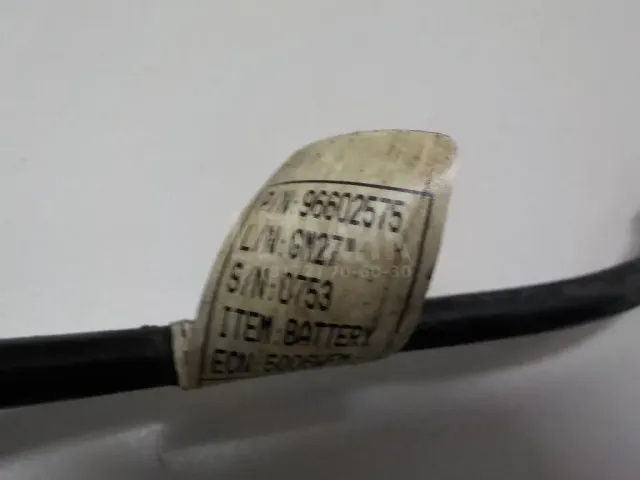 P/N:96602575
L/N:GM27"
S/N:0753
ITEM:BATTERY
ECN: